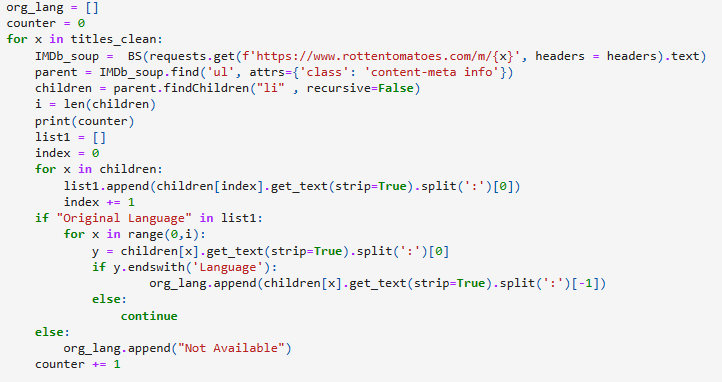 org_lang = []
counter = 0
for x in titles_clean:
    IMDb_soup =  BS(requests.get(f'https://www.rottentomatoes.com/m/{x}', headers = headers).text)
    parent = IMDb_soup.find('ul', attrs={'class': 'content-meta info'})
    children = parent.findChildren("li" , recursive=False)
    i = len(children)
    print(counter)
    list1 = []
    index = 0
    for x in children:
        list1.append(children[index].get_text(strip=True).split(':')[0])
        index += 1
    if "Original Language" in list1:
        for x in range(0,i):
            y = children[x].get_text(strip=True).split(':')[0]
            if y.endswith('Language'):
                    org_lang.append(children[x].get_text(strip=True).split(':')[-1])
            else:
                continue
    else:
        org_lang.append("Not Available")
    counter += 1